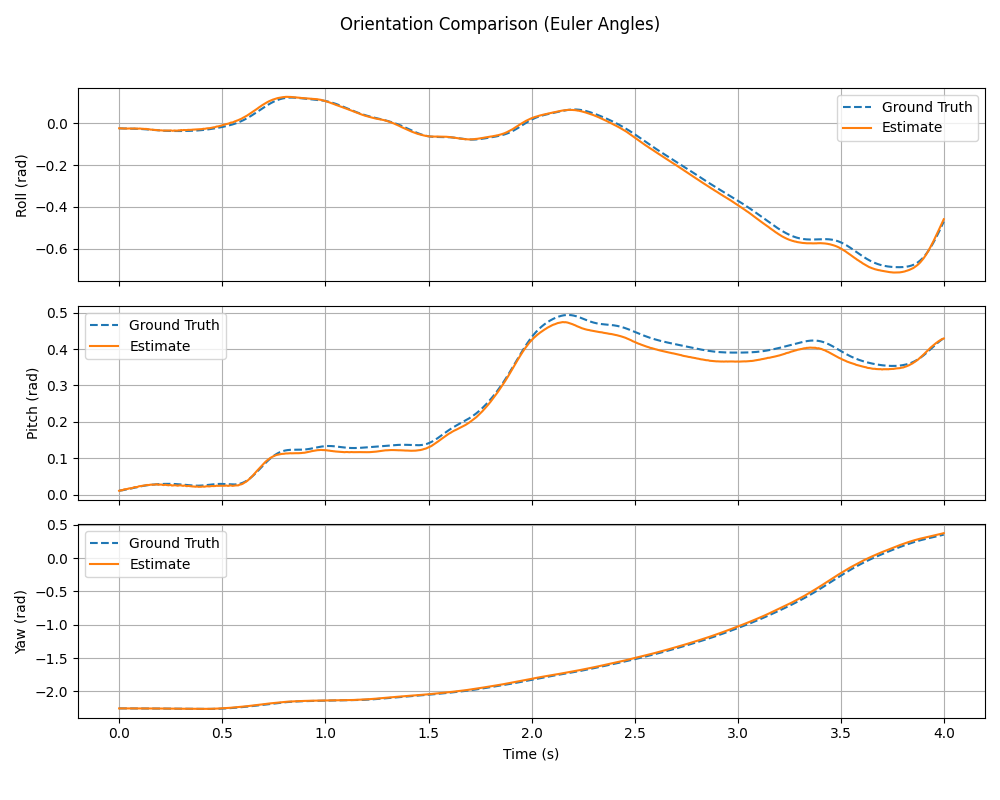 Orientation Comparison (Euler Angles)
Roll (rad)
0.0
−0.2
−0.4
−0.6
Ground Truth
Estimate
Pitch (rad)
0.5
0.4
0.3
0.2
0.1
0.0
Ground Truth
Estimate
Yaw (rad)
0.5
0.0
−0.5
−1.0
−1.5
−2.0
Ground Truth
Estimate
0.0 0.5 1.0 1.5 2.0 2.5 3.0 3.5 4.0
Time (s)